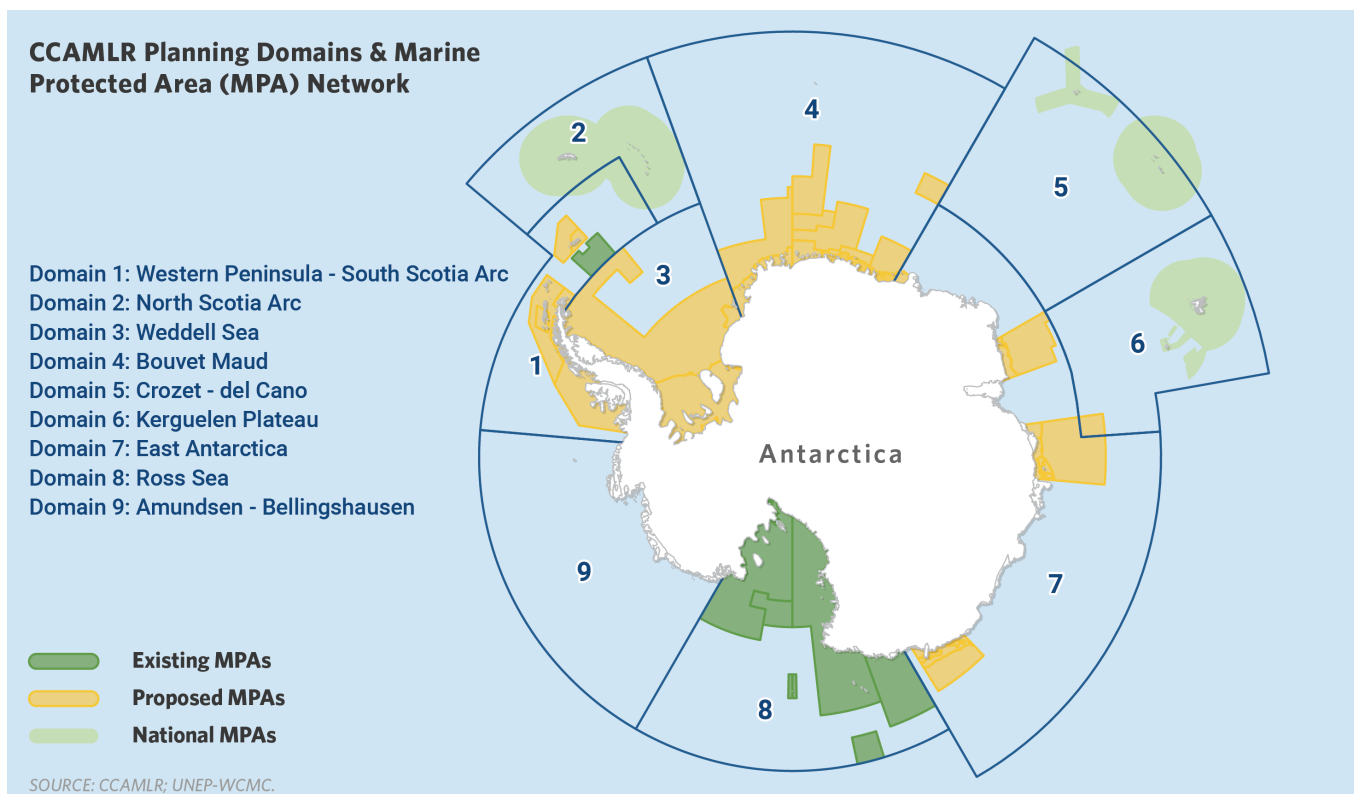 CCAMLR Planning Domains & Marine
Protected Area (MPA) Network
Domain 1: Western Peninsula - South Scotia Arc
Domain 2: North Scotia Arc
Domain 3: Weddell Sea
Domain 4: Bouvet Maud
Domain 5: Crozet - del Cano
Domain 6: Kerguelen Plateau
Domain 7: East Antarctica
Domain 8: Ross Sea
Domain 9: Amundsen - Bellingshausen
Existing MPAs
Proposed MPAs
National MPAs
SOURCE: CCAMLR; UNEP-WCMC.
2
4
5
3
6
1
Antarctica
9
7
8